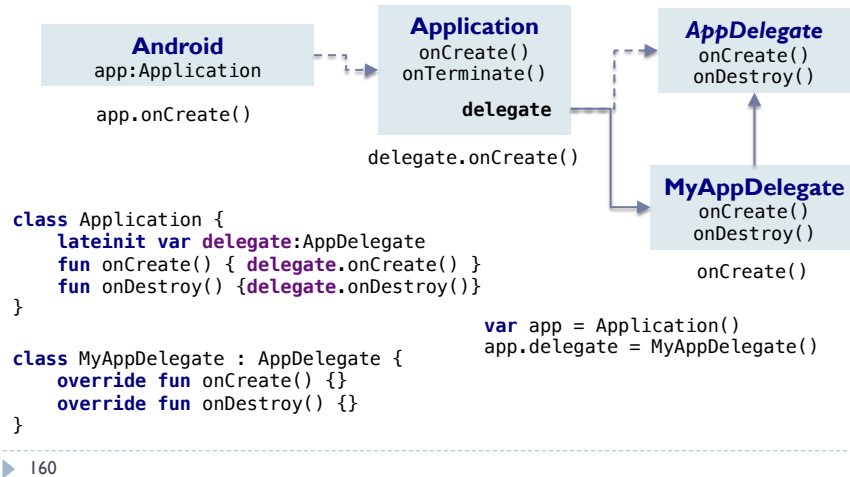 Android
app:Application
app.onCreate()
Application
onCreate()
onTerminate()
delegate
delegate.onCreate()
AppDelegate
onCreate()
onDestroy()
MyAppDelegate
onCreate()
onDestroy()
onCreate()
class Application {
    lateinit var delegate:AppDelegate
    fun onCreate() { delegate.onCreate() }
    fun onDestroy() {delegate.onDestroy()}
}
class MyAppDelegate : AppDelegate {
    override fun onCreate() {}
    override fun onDestroy() {}
}
var app = Application()
app.delegate = MyAppDelegate()
160